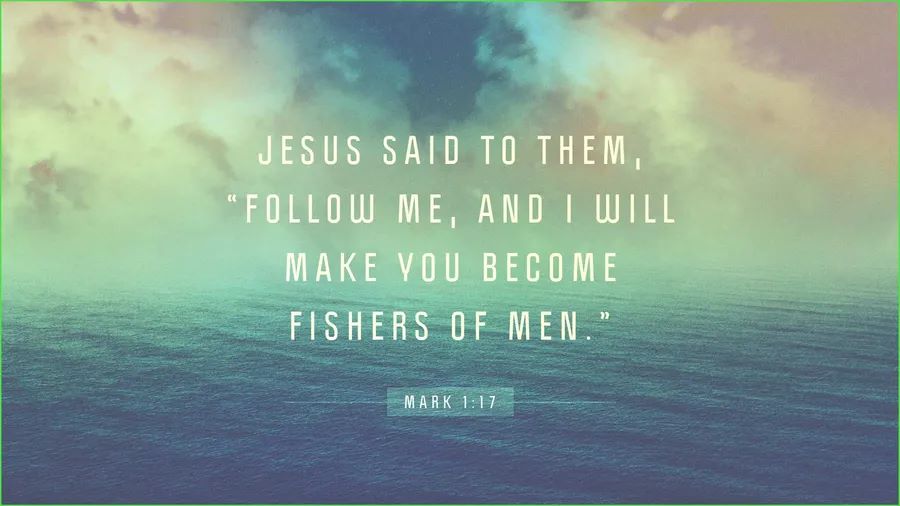 JESUS SAID TO THEM,
“FOLLOW ME, AND I WILL
MAKE YOU BECOME
FISHERS OF MEN.”
MARK 1:17